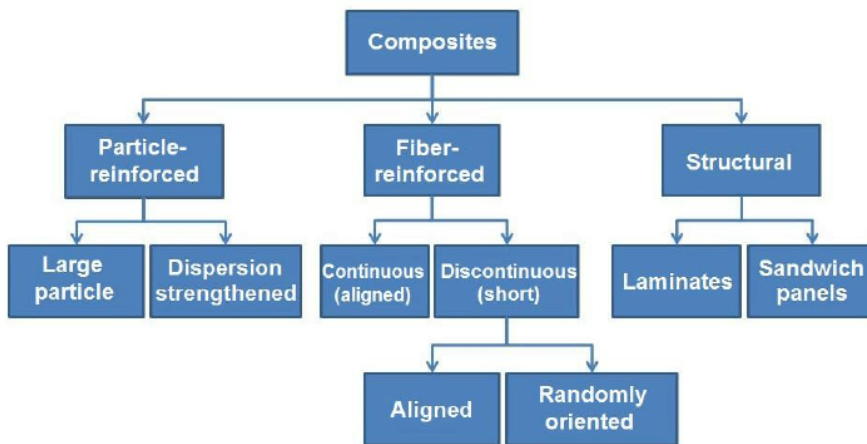 Composites
Particle-
reinforced
Fiber-
reinforced
Structural
Large
particle
Dispersion
strengthened
Continuous
(aligned)
Discontinuous
(short)
Laminates
Sandwich
panels
Aligned
Randomly
oriented